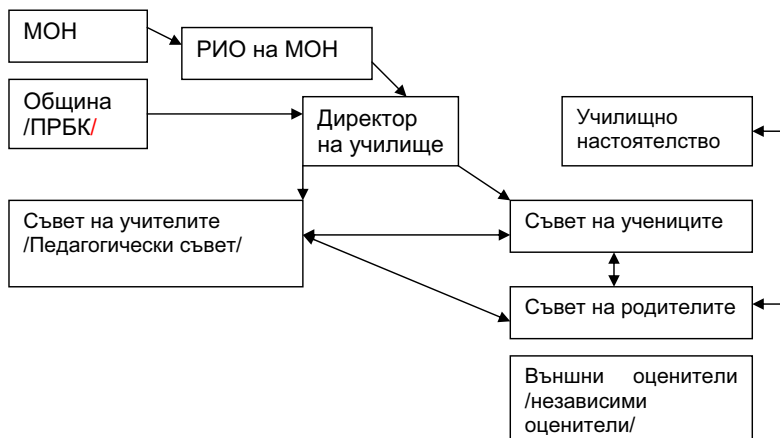 МОН
РИО на МОН
Община
/ПРБК/
Директор
на училище
Училищно
настоятелство
Съвет на учителите
/Педагогически съвет/
Съвет на учениците
Съвет на родителите
Външни оценители
/независими
оценители/